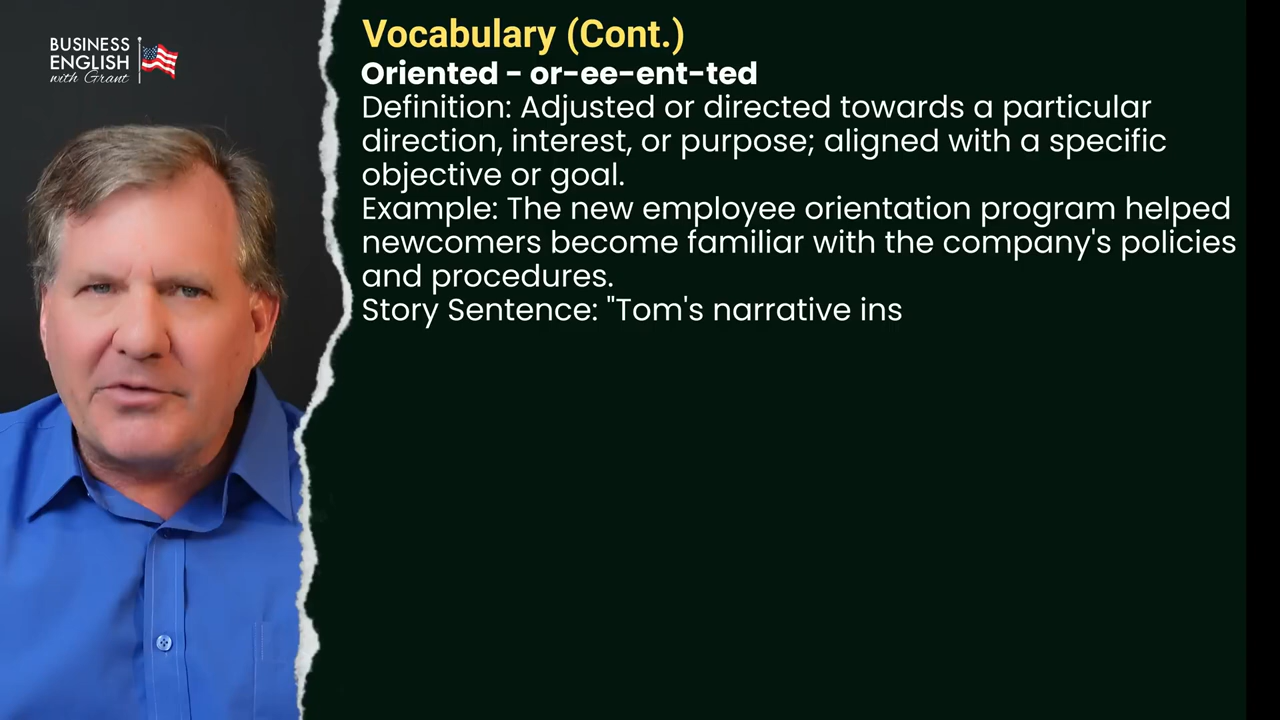 BUSINESS
ENGLISH
with Grant
Vocabulary (Cont.)
Oriented - or-ee-ent-ted
Definition: Adjusted or directed towards a particular
direction, interest, or purpose; aligned with a specific
objective or goal.
Example: The new employee orientation program helped
newcomers become familiar with the company's policies
and procedures.
Story Sentence: "Tom's narrative ins